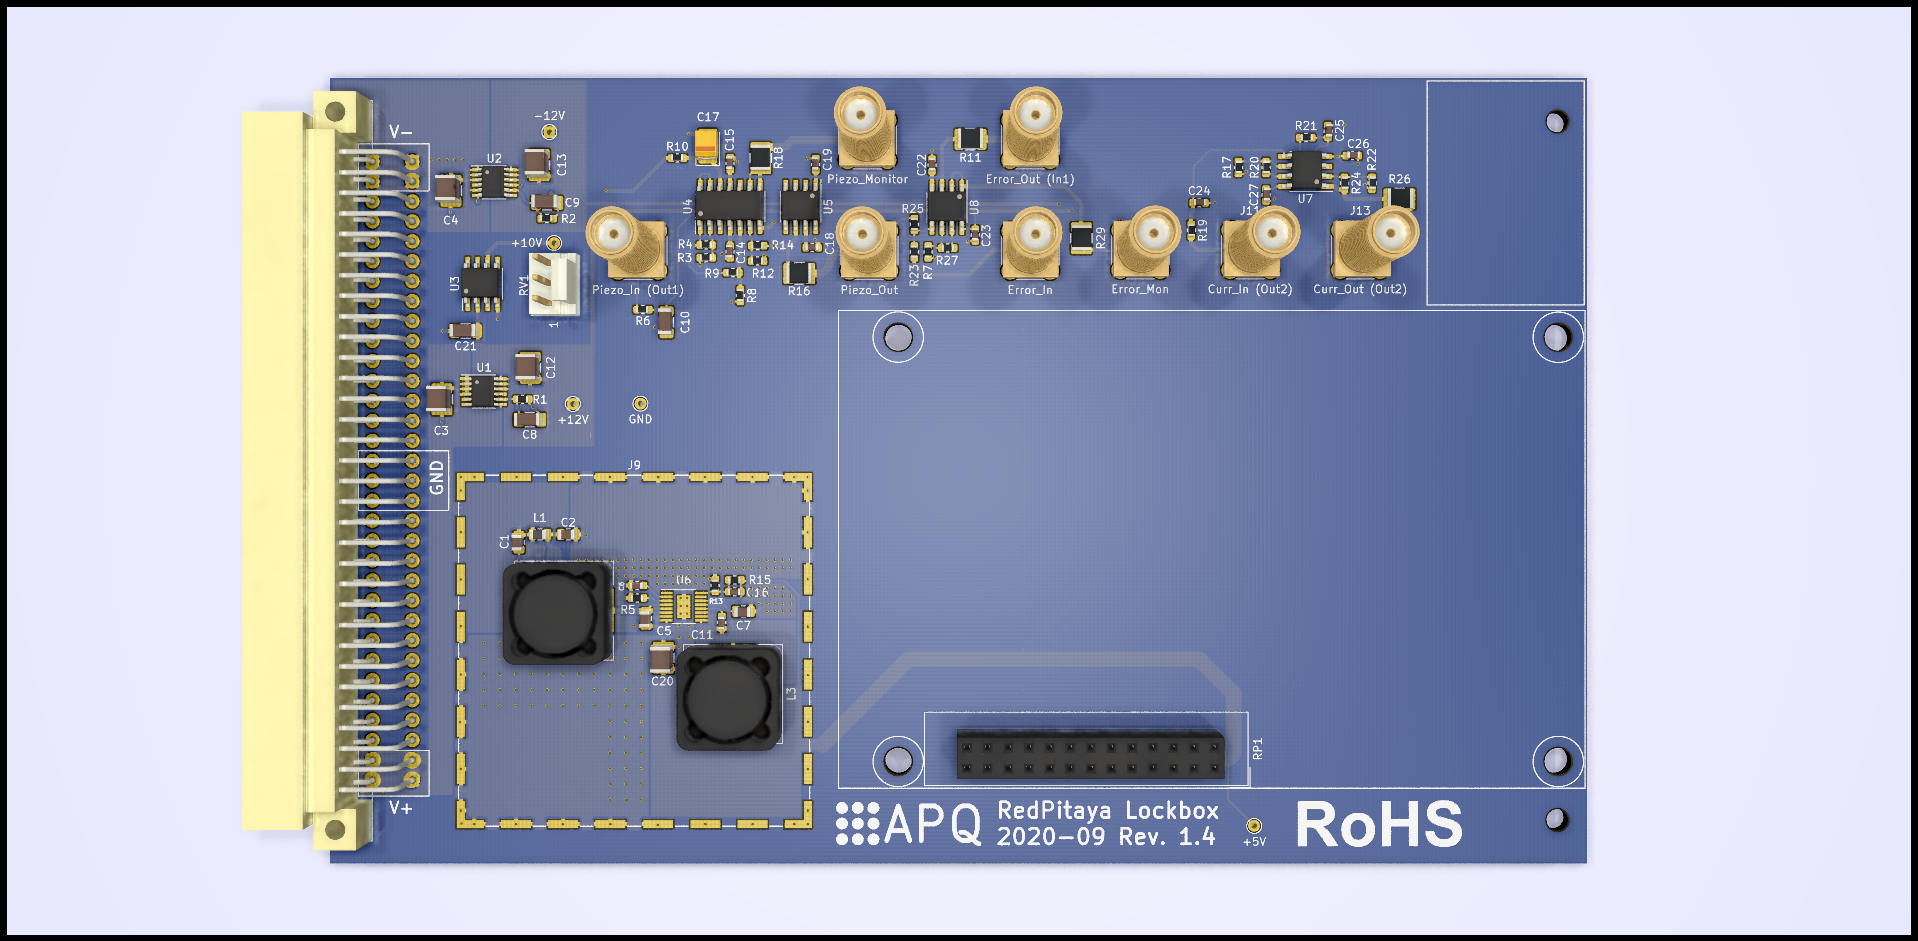 V-
-12V
U2
C13
C4
C9
R2
+10V
U3
RV1
1
C21
U1
C12
R1
C3
C8
+12V
GND
GND
C17
C15
R10
R18
C19
U4
U5
R4
R3
C14
R14
R9
R12
R8
C18
R16
R6
C10
Piezo_Monitor
Piezo_In (Out1)
Piezo_Out
C22
R11
Error_Out (In1)
R25
U8
C23
R23
R7
R27
R29
Error_In
Error_Mon
R21
C25
C26
R22
R17
R20
R24
R26
C27
U7
C24
R19
J11
J13
Curr_In (Out2)
Curr_Out (Out2)
J9
L1
C2
C1
R5
U6
R15
C16
R13
C5
C7
C11
C20
L3
V+
RP1
APQ
RedPitaya Lockbox
2020-09 Rev. 1.4
+5V
RoHS